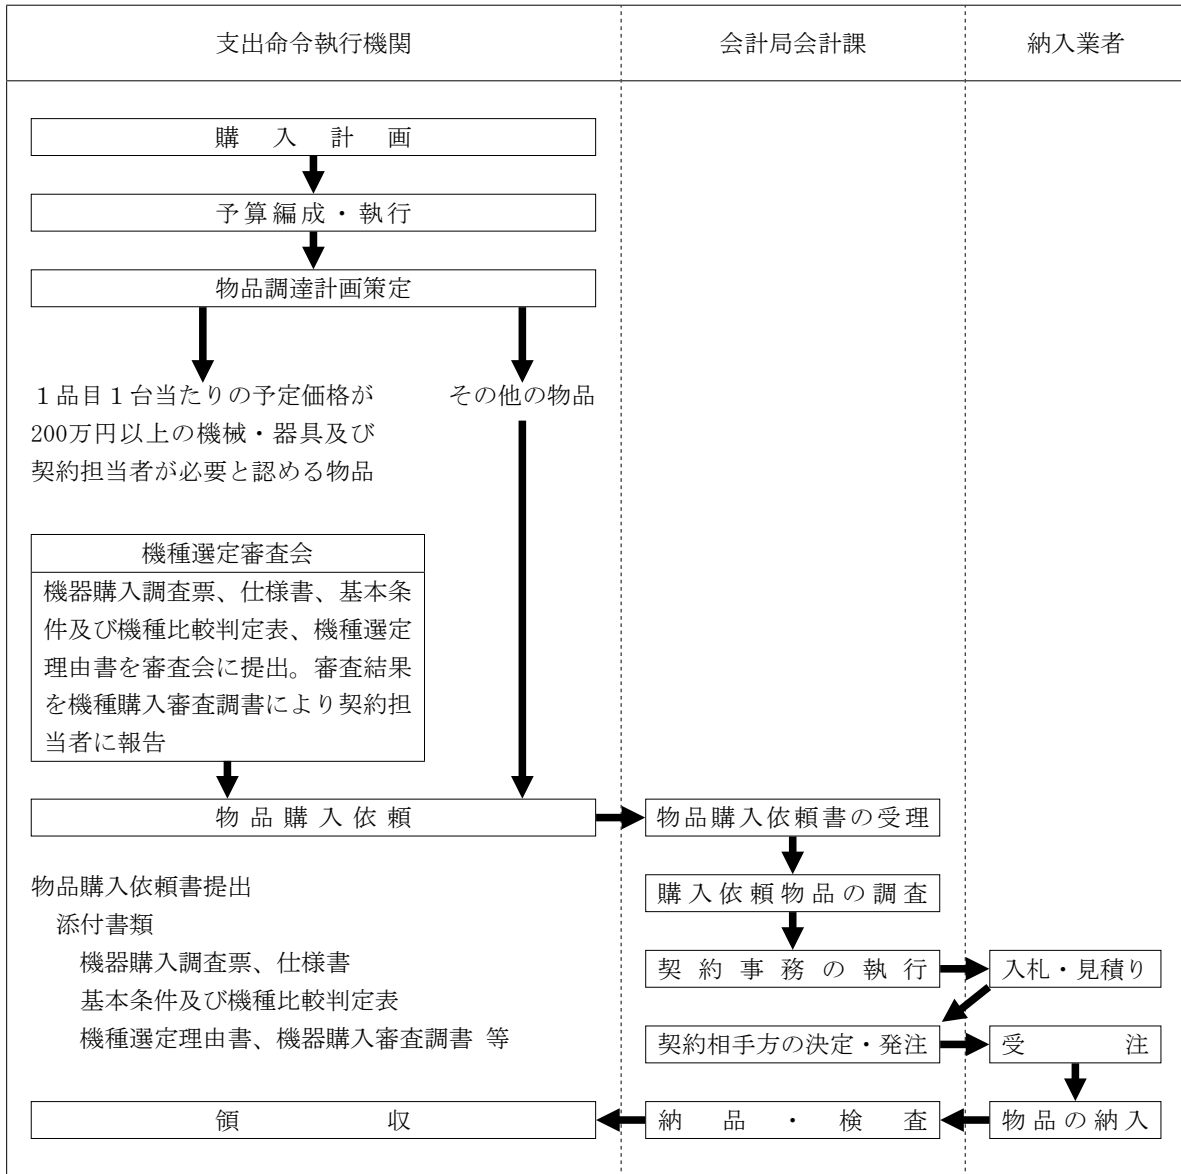 支出命令執行機関
会計局会計課
納入業者
購入計画
予算編成・執行
物品調達計画策定
１品目１台当たりの予定価格が
200万円以上の機械・器具及び
契約担当者が必要と認める物品
その他の物品
機種選定審査会
機器購入調査票、仕様書、基本条
件及び機種比較判定表、機種選定
理由書を審査会に提出。審査結果
を機種購入審査調書により契約担
当者に報告
物品購入依頼
物品購入依頼書の受理
物品購入依頼書提出
添付書類
機器購入調査票、仕様書
基本条件及び機種比較判定表
機種選定理由書、機器購入審査調書 等
購入依頼物品の調査
契約事務の執行
入札・見積り
契約相手方の決定・発注
受注
領収
納品・検査
物品の納入